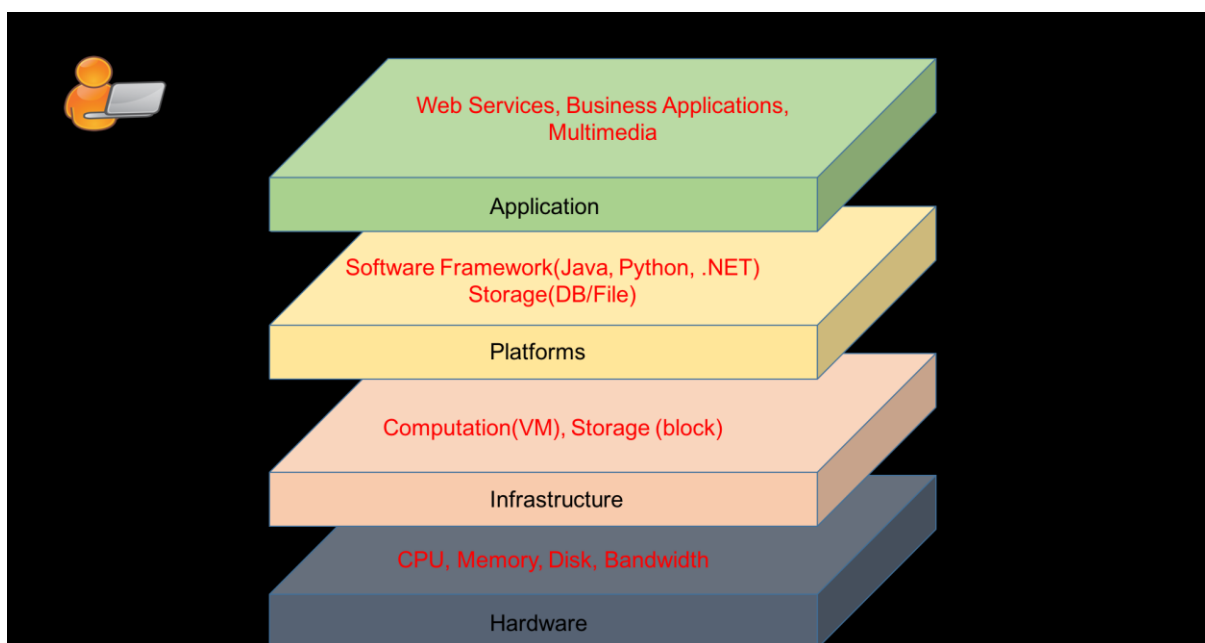 Web Services, Business Applications,
Multimedia
Application
Software Framework(Java, Python, .NET)
Storage(DB/File)
Platforms
Computation(VM), Storage (block)
Infrastructure
CPU, Memory, Disk, Bandwidth
Hardware